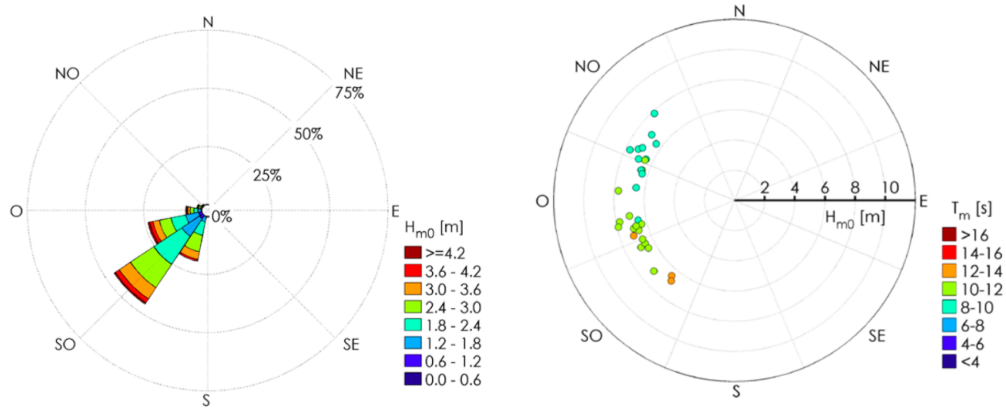 N
NO
NE
75%
50%
25%
O
0%
E
SO
SE
S
H_m0 [m]
>=4.2
3.6 - 4.2
3.0 - 3.6
2.4 - 3.0
1.8 - 2.4
1.2 - 1.8
0.6 - 1.2
0.0 - 0.6
N
NO
NE
O
2 4 6 8 10
E
H_m0 [m]
SO
SE
S
T_m [s]
>16
14-16
12-14
10-12
8-10
6-8
4-6
<4